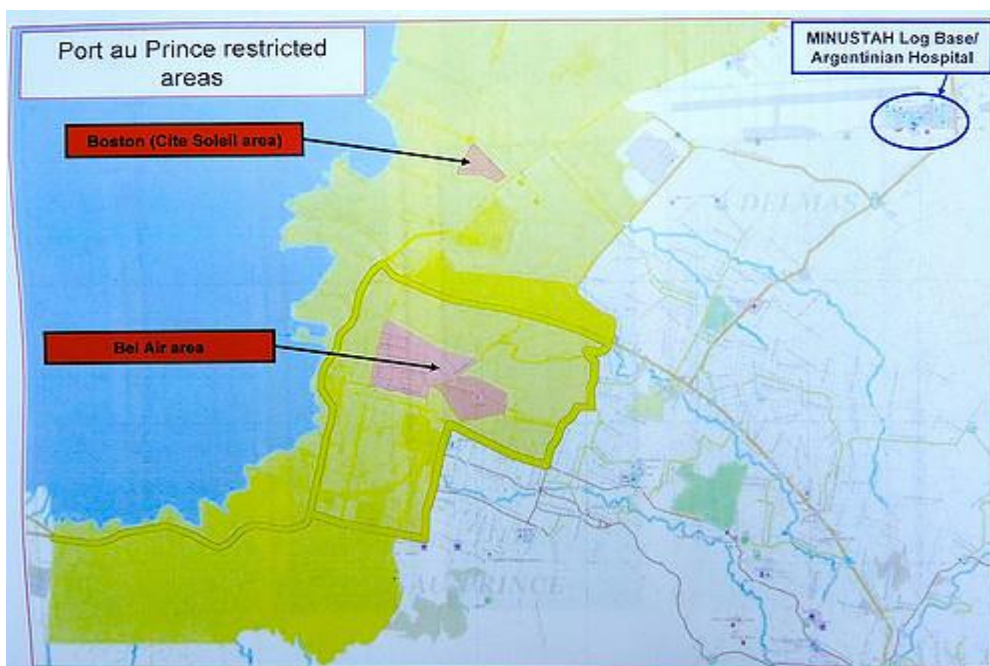 Port au Prince restricted
areas
MINUSTAH Log Base/
Argentinian Hospital
Boston (Cite Soleil area)
DELMAS
Bel Air area
AU PRINCE